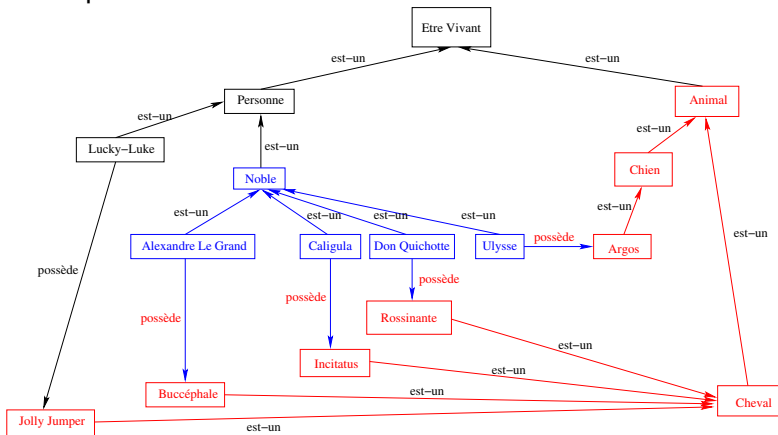 Etre Vivant
est-un
est-un
Personne
Animal
est-un
est-un
Lucky-Luke
est-un
Chien
Noble
est-un
est-un
est-un
est-un
est-un
est-un
Alexandre Le Grand
Caligula
Don Quichotte
Ulysse
possède
Argos
possède
possède
possède
possède
Rossinante
est-un
Incitatus
est-un
Buccéphale
est-un
Cheval
Jolly Jumper
est-un